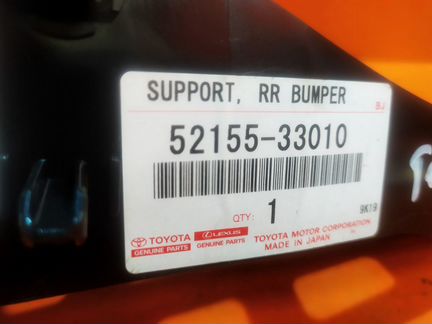 SUPPORT, RR BUMPER
BJ
52155-33010
QTY: 1
9K19
TOYOTA
GENUINE PARTS
LEXUS
GENUINE PARTS
TOYOTA MOTOR CORPORATION
MADE IN JAPAN